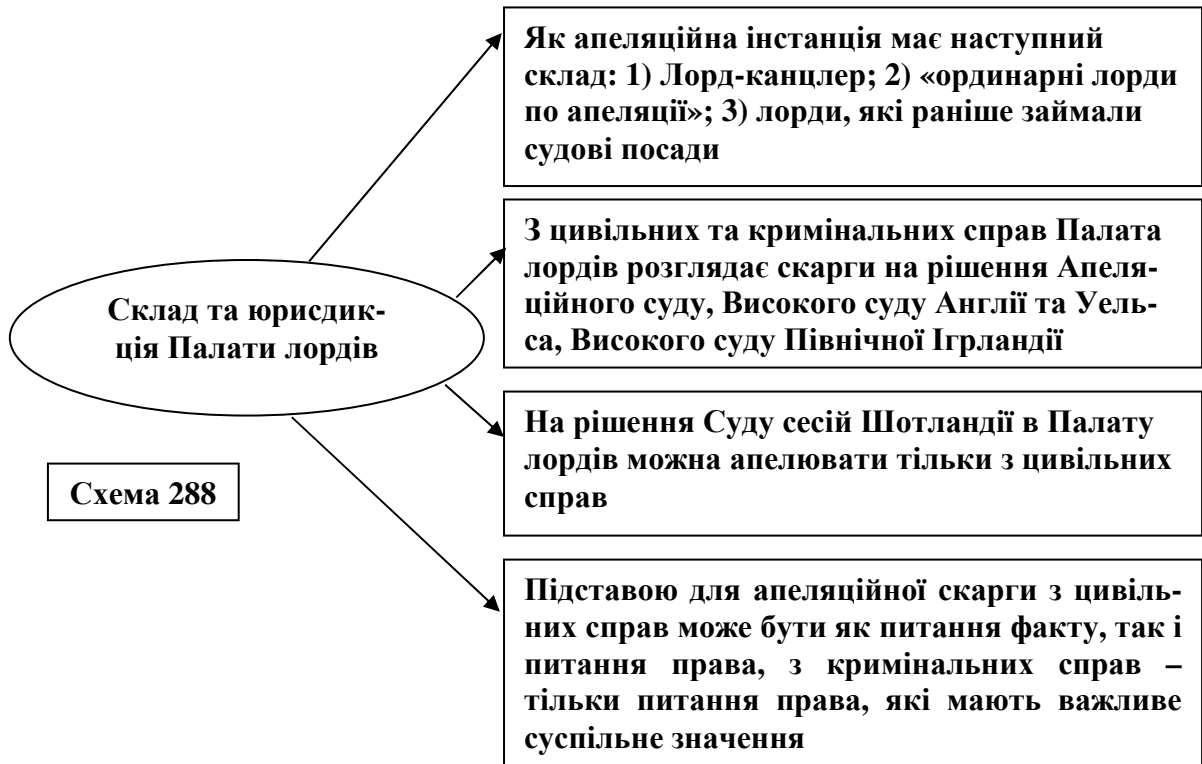 Як апеляційна інстанція має наступний
склад: 1) Лорд-канцлер; 2) «ординарні лорди
по апеляції»; 3) лорди, які раніше займали
судові посади
З цивільних та кримінальних справ Палата
лордів розглядає скарги на рішення Апеля-
ційного суду, Високого суду Англії та Уель-
са, Високого суду Північної Ігрландії
Склад та юрисдик-
ція Палати лордів
На рішення Суду сесій Шотландії в Палату
лордів можна апелювати тільки з цивільних
справ
Схема 288
Підставою для апеляційної скарги з цивіль-
них справ може бути як питання факту, так і
питання права, з кримінальних справ –
тільки питання права, які мають важливе
суспільне значення